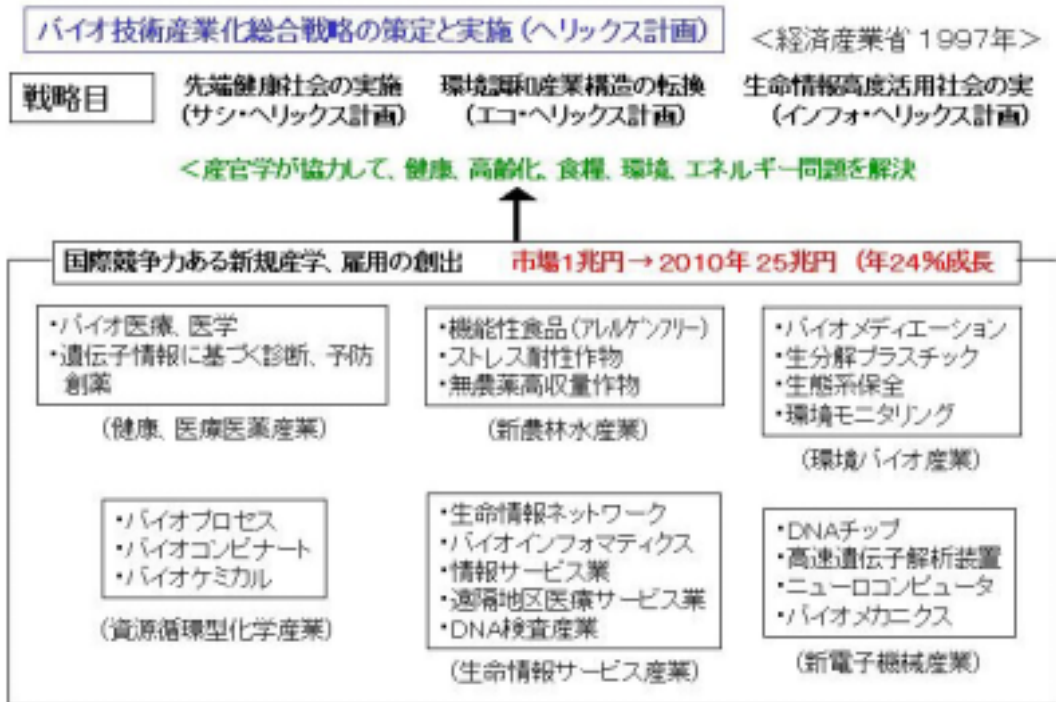 バイオ技術産業化総合戦略の策定と実施(ヘリックス計画)
<経済産業省 1997年>
戦略目
先端健康社会の実施
(サシ・ヘリックス計画)
環境調和産業構造の転換
(エコ・ヘリックス計画)
生命情報高度活用社会の実
(インフォ・ヘリックス計画)
<産官学が協力して、健康、高齢化、食糧、環境、エネルギー問題を解決
国際競争力ある新規産学、雇用の創出 市場1兆円→2010年 25兆円 (年24%成長
・バイオ医療、医学
・遺伝子情報に基づく診断、予防
創薬
(健康、医療医薬産業)
・機能性食品(アレルゲンフリー)
・ストレス耐性作物
・無農薬高収量作物
(新農林水産業)
・バイオメディエーション
・生分解プラスチック
・生態系保全
・環境モニタリング
(環境バイオ産業)
・バイオプロセス
・バイオコンビナート
・バイオケミカル
(資源循環型化学産業)
・生命情報ネットワーク
・バイオインフォマティクス
・情報サービス業
・遠隔地区医療サービス業
・DNA検査産業
(生命情報サービス産業)
・DNAチップ
・高速遺伝子解析装置
・ニューロコンピュータ
・バイオメカニクス
(新電子機械産業)